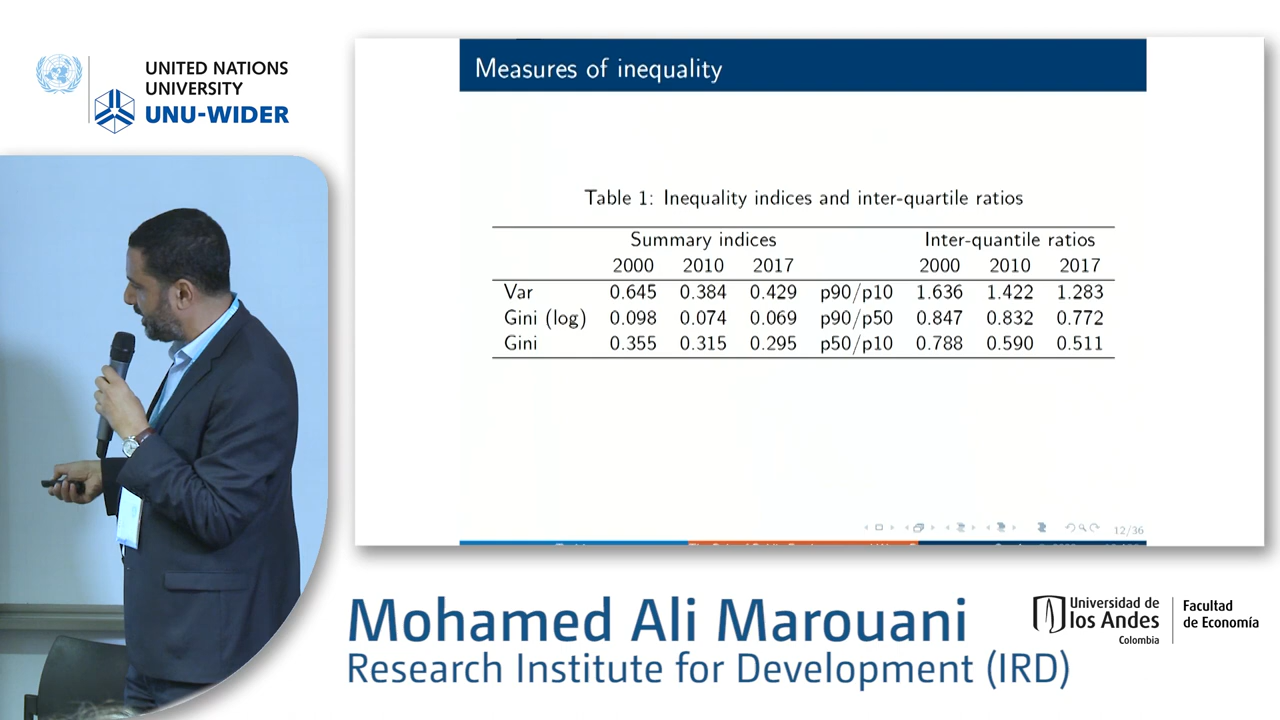 UNITED NATIONS
UNIVERSITY
UNU-WIDER
Measures of inequality
Table 1: Inequality indices and inter-quartile ratios
Summary indices Inter-quantile ratios
2000 2010 2017 2000 2010 2017
Var 0.645 0.384 0.429 p90/p10 1.636 1.422 1.283
Gini (log) 0.098 0.074 0.069 p90/p50 0.847 0.832 0.772
Gini 0.355 0.315 0.295 p50/p10 0.788 0.590 0.511
12/36
Mohamed Ali Marouani
Research Institute for Development (IRD)
Universidad de
los Andes
Colombia
Facultad
de Economía